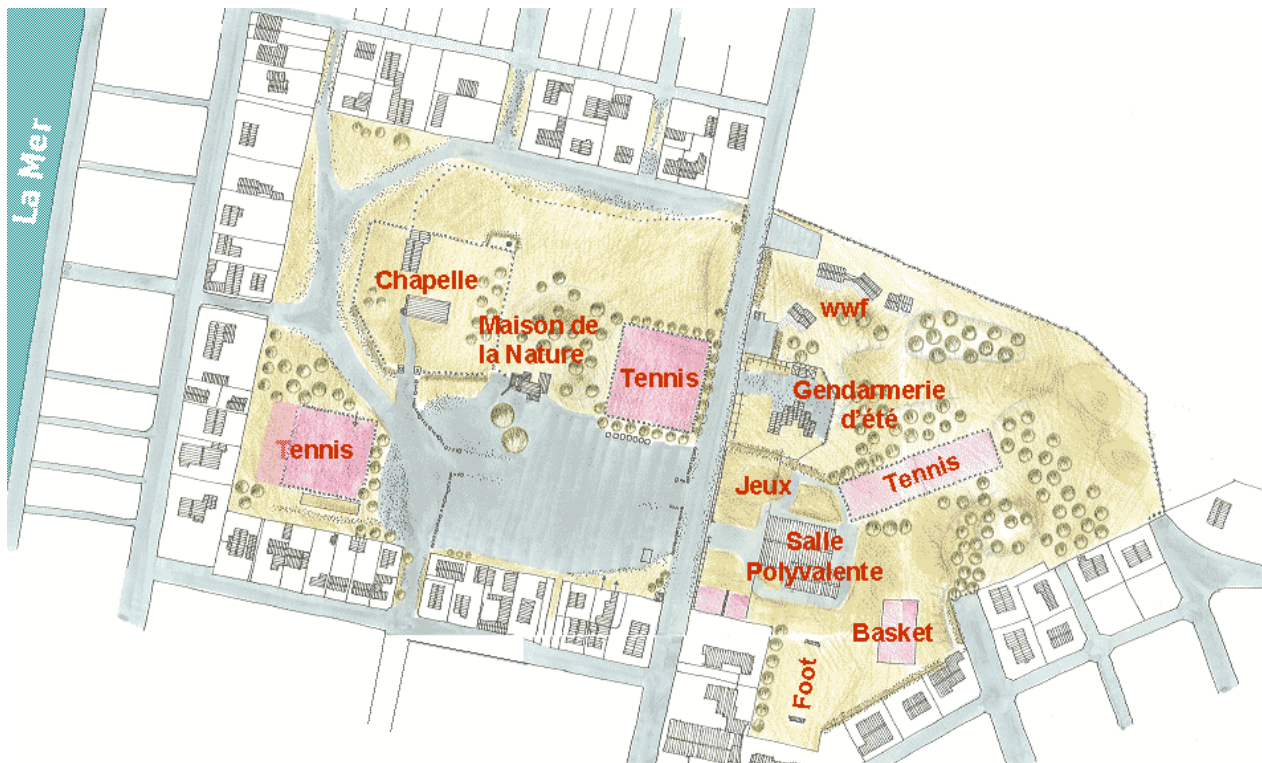 La Mer
Chapelle
wwf
Maison de
la Nature
Tennis
Gendarmerie
d'été
Tennis
Tennis
Jeux
Salle
Polyvalente
Basket
Foot